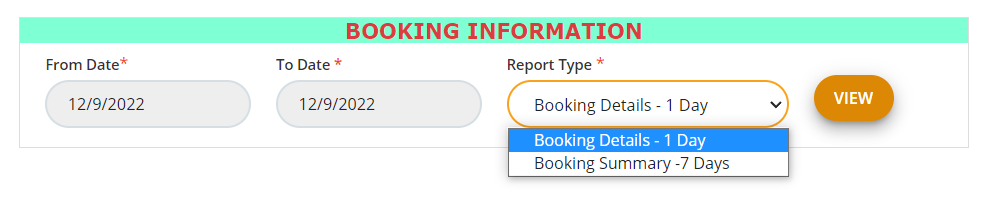 BOOKING INFORMATION
From Date* To Date * Report Type *
12/9/2022 12/9/2022 Booking Details - 1 Day VIEW
Booking Details - 1 Day
Booking Summary -7 Days